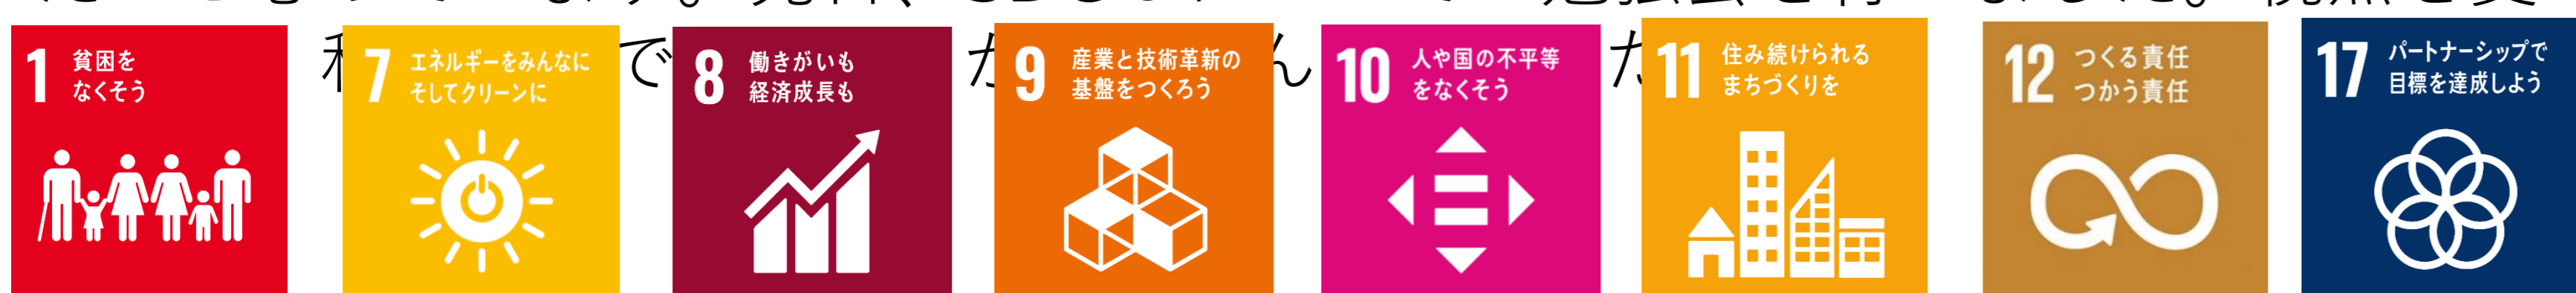 1 貧困を
なくそう
7 エネルギーをみんなに
そしてクリーンに
8 働きがいも
経済成長も
9 産業と技術革新の
基盤をつくろう
10 人や国の不平等
をなくそう
11 住み続けられる
まちづくりを
12 つくる責任
つかう責任
17 パートナーシップで
目標を達成しよう